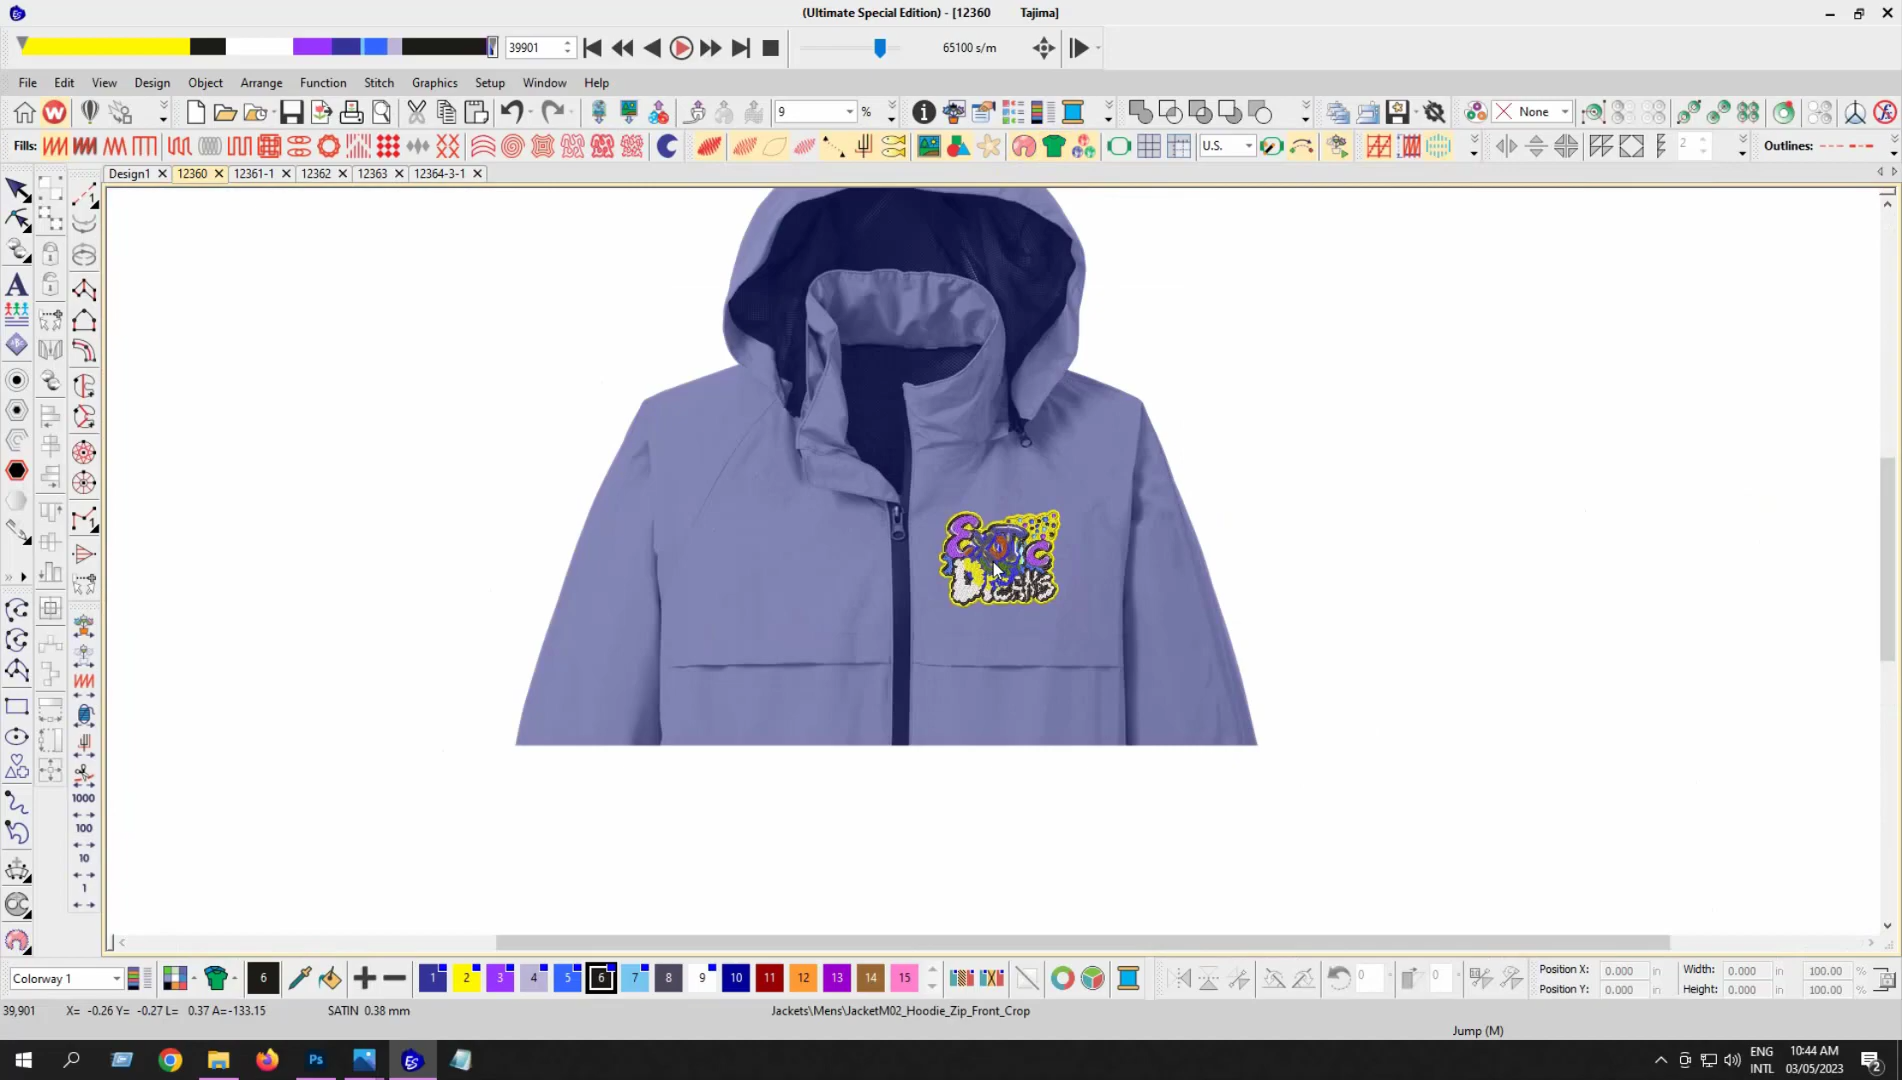 (Ultimate Special Edition) - [12360 Tajima]
39901 65100 s/m
File Edit View Design Object Arrange Function Stitch Graphics Setup Window Help
9 % None
Fills: U.S. 2 Outlines:
Design1 12360 12361-1 12362 12363 12364-3-1
1000
100
10
1
Colorway 1 6 1 2 3 4 5 6 7 8 9 10 11 12 13 14 15 0 0
Position X: 0.000 in Width: 0.000 in 100.00 %
Position Y: 0.000 in Height: 0.000 in 100.00 %
39,901 X= -0.26 Y= -0.27 L= 0.37 A=-133.15 SATIN 0.38 mm Jackets\Mens\JacketM02_Hoodie_Zip_Front_Crop
Jump (M)
ENG 10:44 AM
INTL 03/05/2023 2